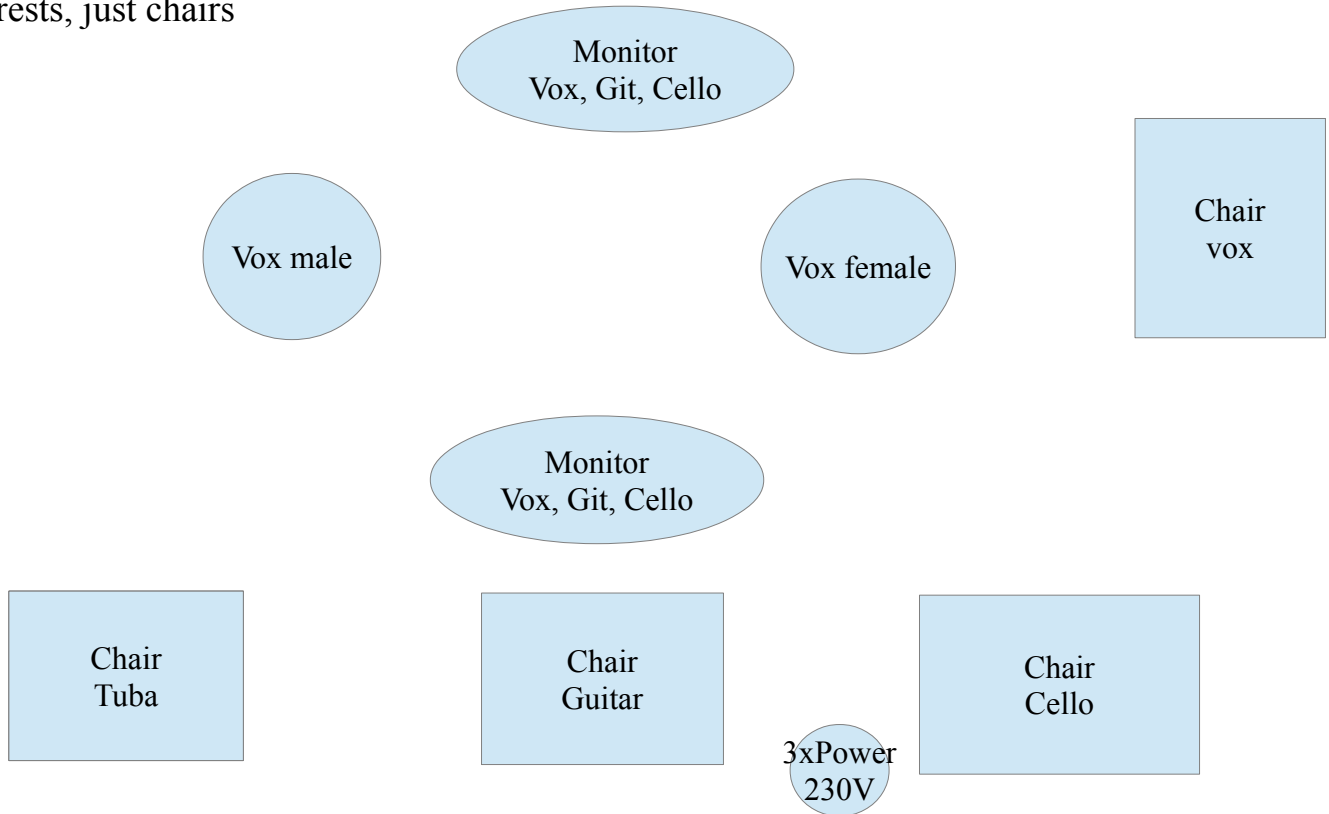 rests, just chairs
Monitor
Vox, Git, Cello
Chair
vox
Vox male
Vox female
Monitor
Vox, Git, Cello
Chair
Tuba
Chair
Guitar
Chair
Cello
3xPower
230V